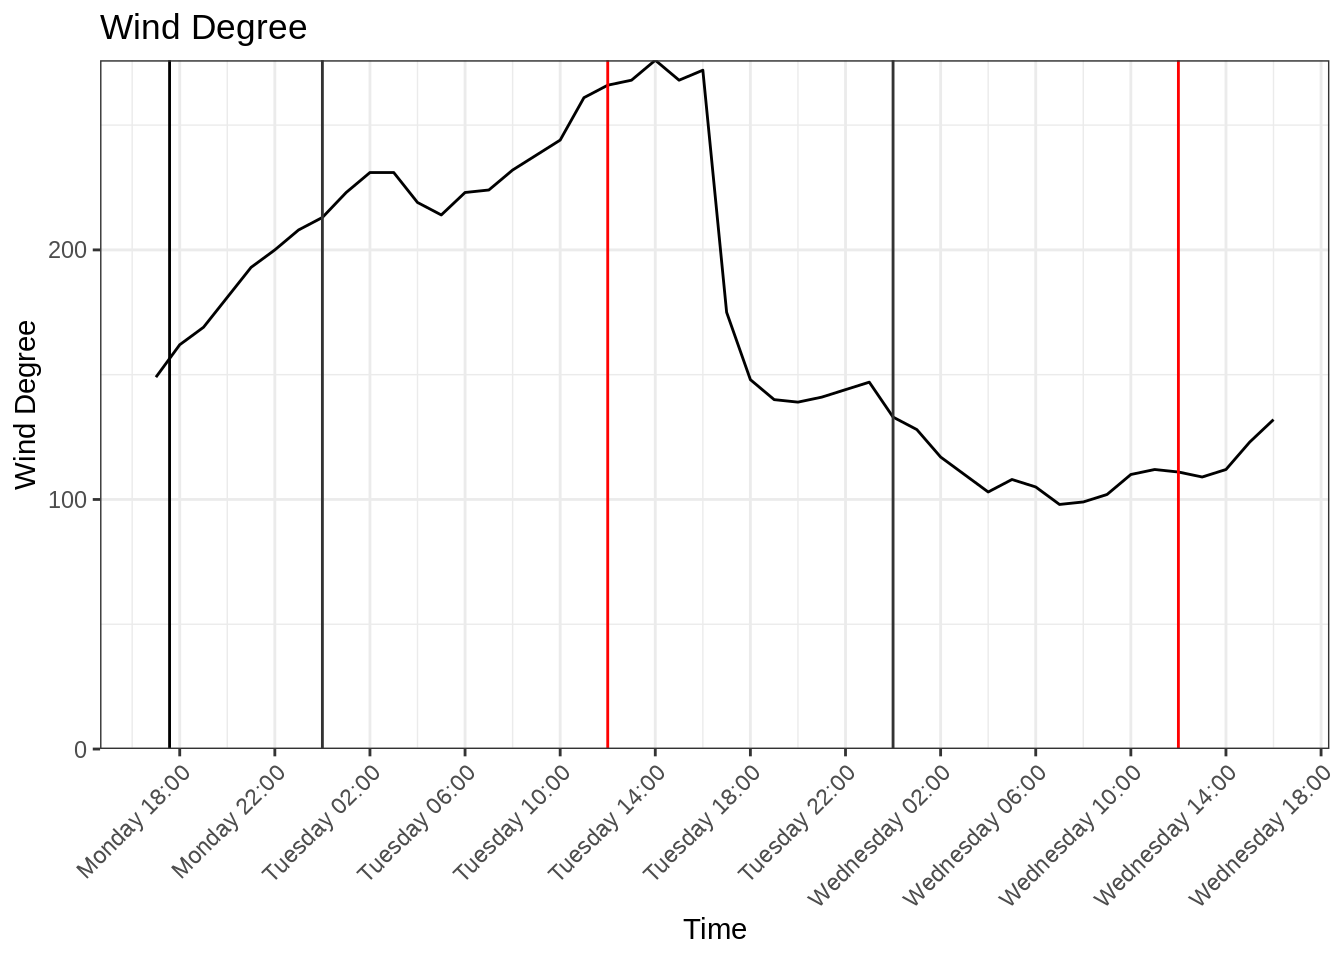 Wind Degree
Wind Degree
200
100
0
Monday 18:00
Monday 22:00
Tuesday 02:00
Tuesday 06:00
Tuesday 10:00
Tuesday 14:00
Tuesday 18:00
Tuesday 22:00
Wednesday 02:00
Wednesday 06:00
Wednesday 10:00
Wednesday 14:00
Wednesday 18:00
Time